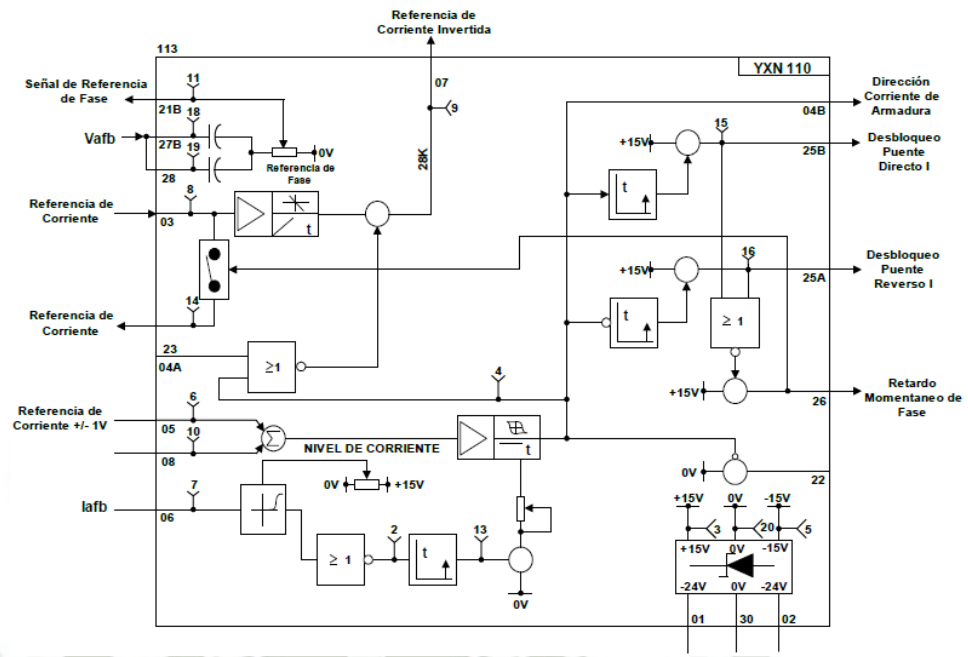 Referencia de
Corriente Invertida
113
YXN 110
07
9
28K
Señal de Referencia
de Fase
11
21B
18
Vafb
27B
19
28
0V
Referencia de
Fase
8
Referencia de
Corriente
03
t
14
Referencia de
Corriente
23
04A
≥1
4
Referencia de
Corriente +/- 1V
6
05
10
08
Σ
NIVEL DE CORRIENTE
t
0V
+15V
7
Iafb
06
≥ 1
2
t
13
0V
Dirección
Corriente de
Armadura
04B
15
+15V
25B
Desbloqueo
Puente
Directo I
t
16
+15V
25A
Desbloqueo
Puente
Reverso I
t
≥ 1
+15V
26
Retardo
Momentaneo de
Fase
0V
22
+15V
0V
-15V
3
20
5
+15V
0V
-15V
-24V
0V
-24V
01
30
02